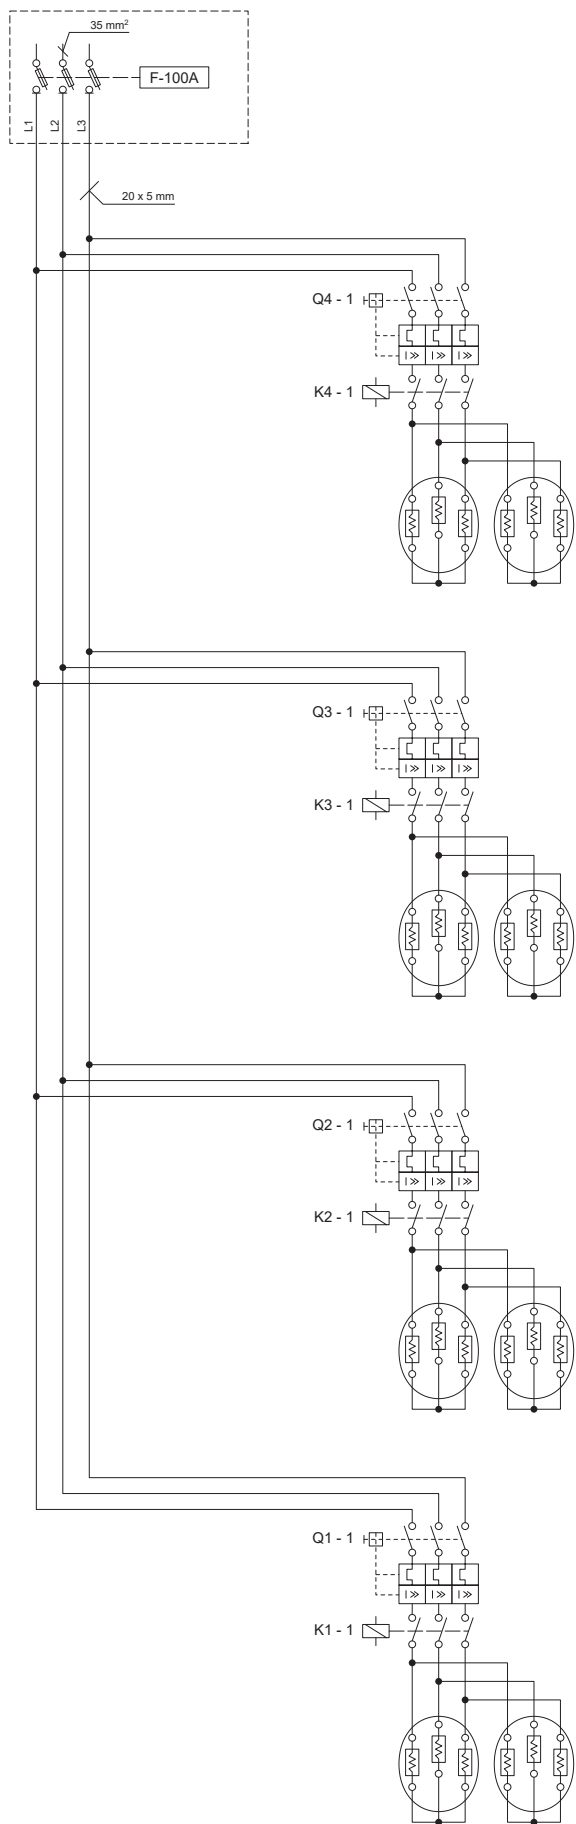 35 mm²
F-100A
L1
L2
L3
20 x 5 mm
Q4 - 1
I>> I>> I>>
K4 - 1
Q3 - 1
I>> I>> I>>
K3 - 1
Q2 - 1
I>> I>> I>>
K2 - 1
Q1 - 1
I>> I>> I>>
K1 - 1